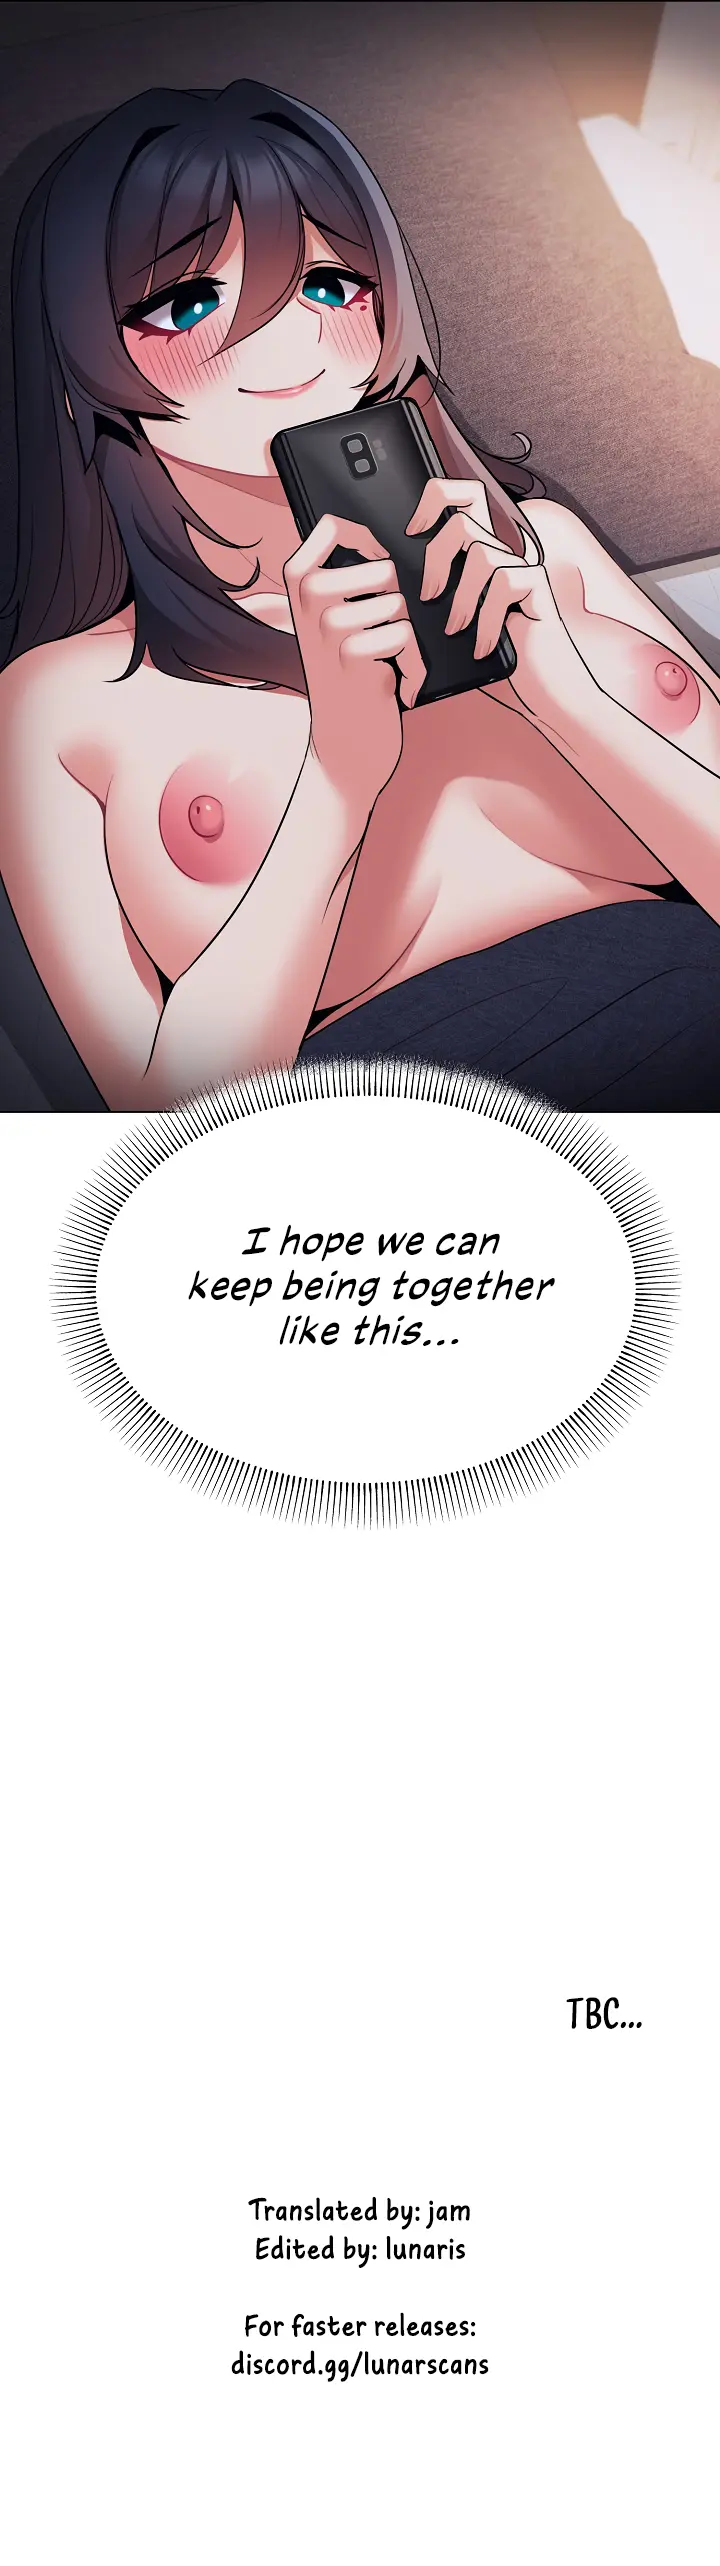 I hope we can
keep being together
like this...
TBC...
Translated by: jam
Edited by: lunaris
For faster releases:
discord.gg/lunarscans